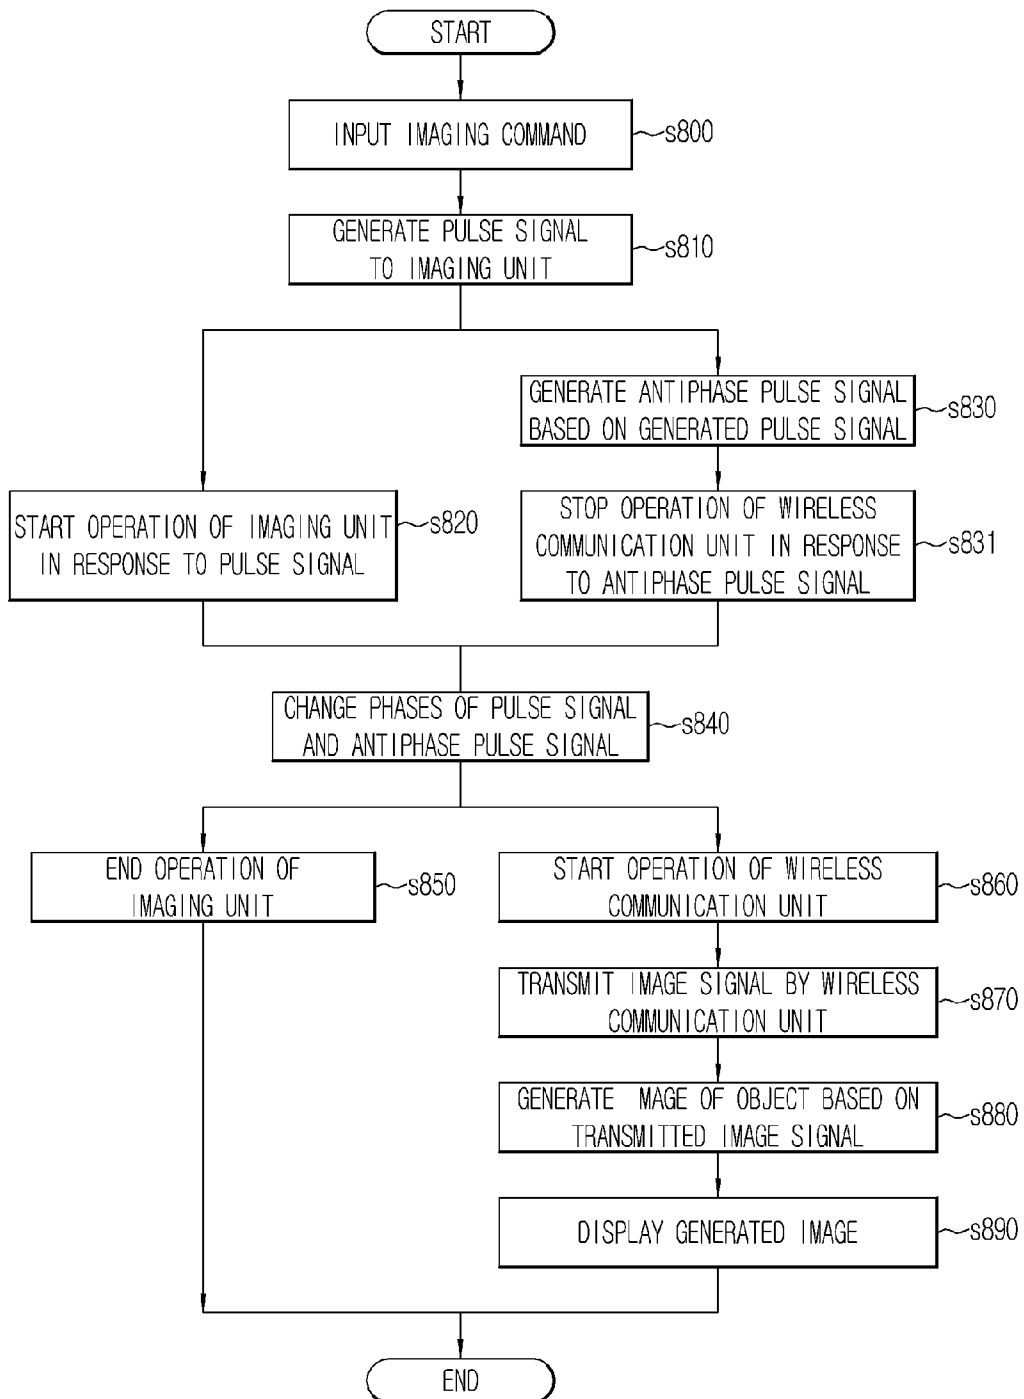 START
INPUT IMAGING COMMAND
s800
GENERATE PULSE SIGNAL
TO IMAGING UNIT
s810
GENERATE ANTIPHASE PULSE SIGNAL
BASED ON GENERATED PULSE SIGNAL
s830
START OPERATION OF IMAGING UNIT
IN RESPONSE TO PULSE SIGNAL
s820
STOP OPERATION OF WIRELESS
COMMUNICATION UNIT IN RESPONSE
TO ANTIPHASE PULSE SIGNAL
s831
CHANGE PHASES OF PULSE SIGNAL
AND ANTIPHASE PULSE SIGNAL
s840
END OPERATION OF
IMAGING UNIT
s850
START OPERATION OF WIRELESS
COMMUNICATION UNIT
s860
TRANSMIT IMAGE SIGNAL BY WIRELESS
COMMUNICATION UNIT
s870
GENERATE MAGE OF OBJECT BASED ON
TRANSMITTED IMAGE SIGNAL
s880
DISPLAY GENERATED IMAGE
s890
END